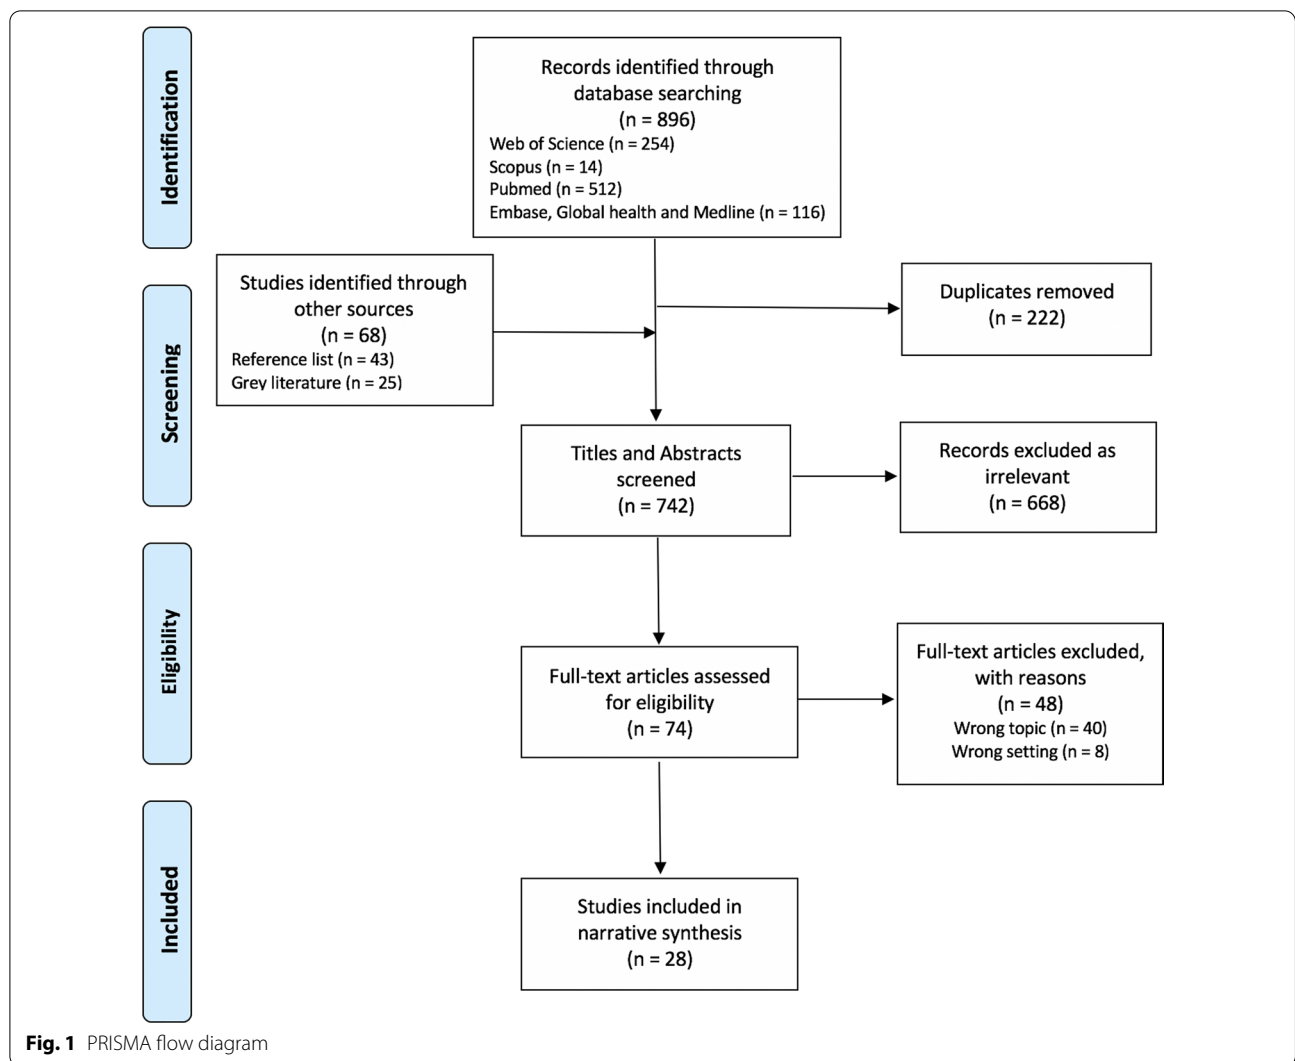 Identification
Records identified through
database searching
(n = 896)
Web of Science (n = 254)
Scopus (n = 14)
Pubmed (n = 512)
Embase, Global health and Medline (n = 116)
Studies identified through
other sources
(n = 68)
Reference list (n = 43)
Grey literature (n = 25)
Duplicates removed
(n = 222)
Screening
Titles and Abstracts
screened
(n = 742)
Records excluded as
irrelevant
(n = 668)
Eligibility
Full-text articles assessed
for eligibility
(n = 74)
Full-text articles excluded,
with reasons
(n = 48)
Wrong topic (n = 40)
Wrong setting (n = 8)
Included
Studies included in
narrative synthesis
(n = 28)
Fig. 1 PRISMA flow diagram